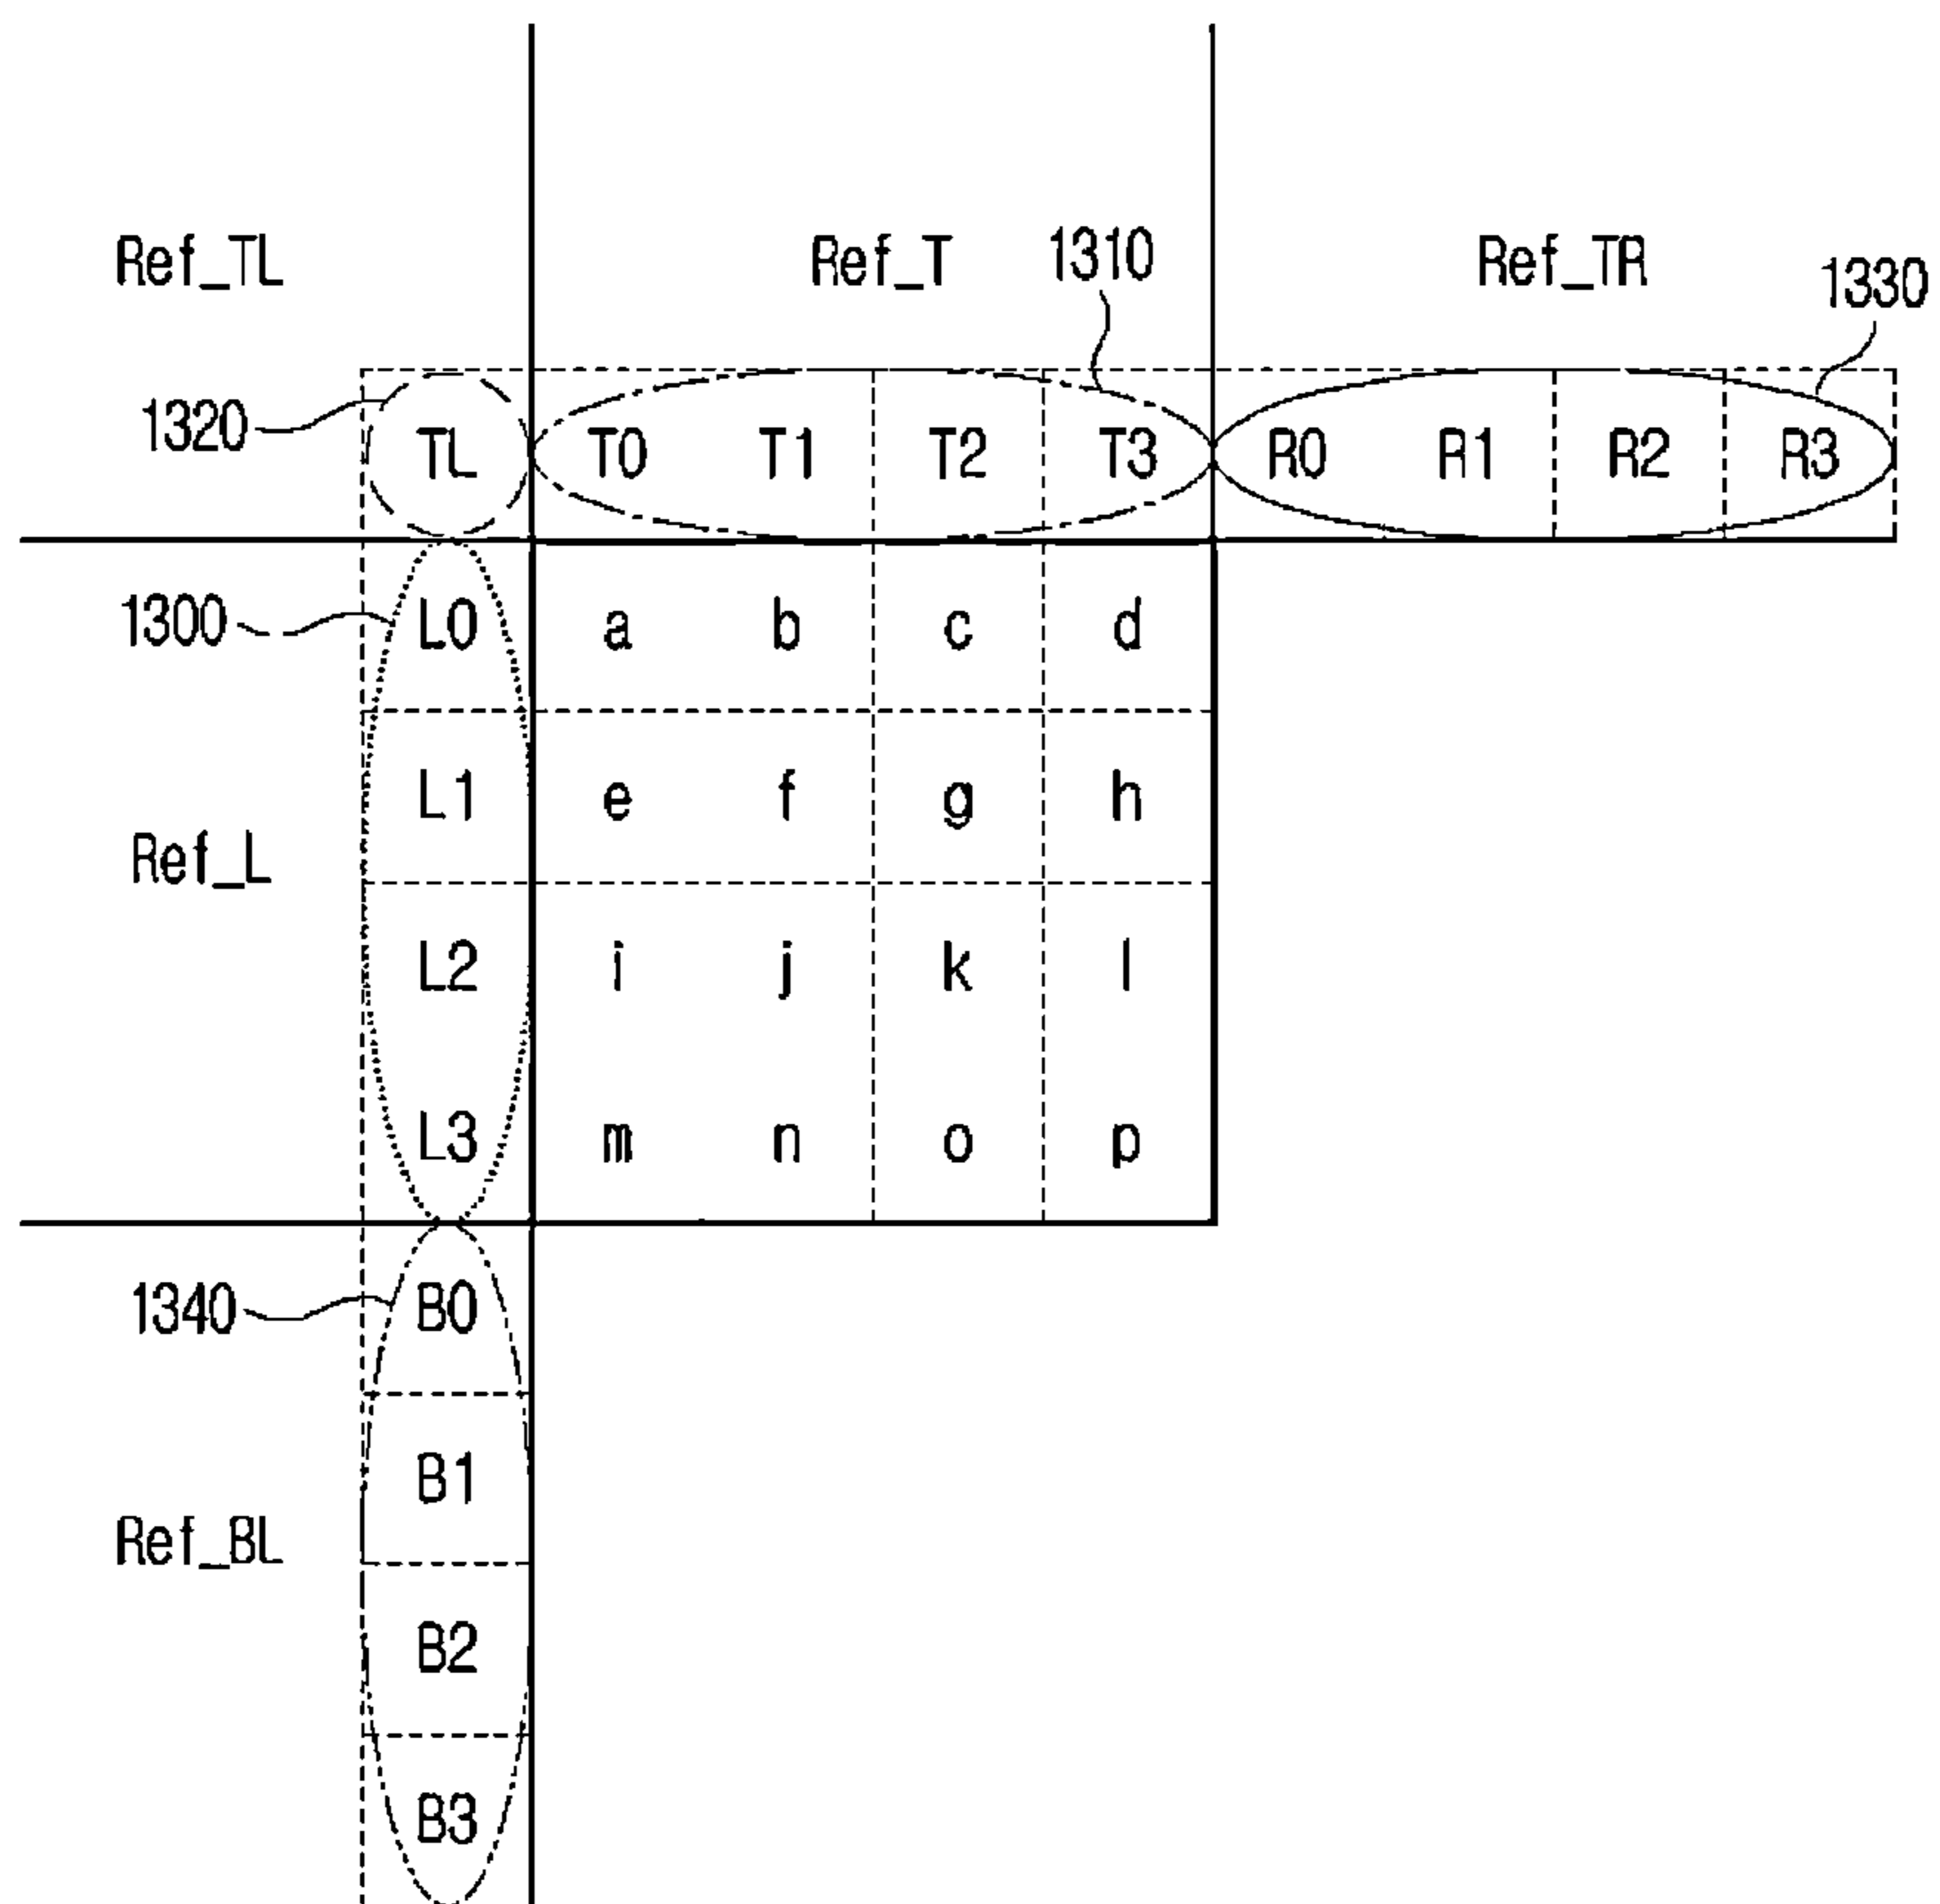 Ref_TL Ref_T 1310 Ref_TR 1330
1320 TL T0 T1 T2 T3 R0 R1 R2 R3
1300 L0 a b c d
L1 e f g h
Ref_L
L2 i j k l
L3 m n o p
1340 B0
B1
Ref_BL
B2
B3